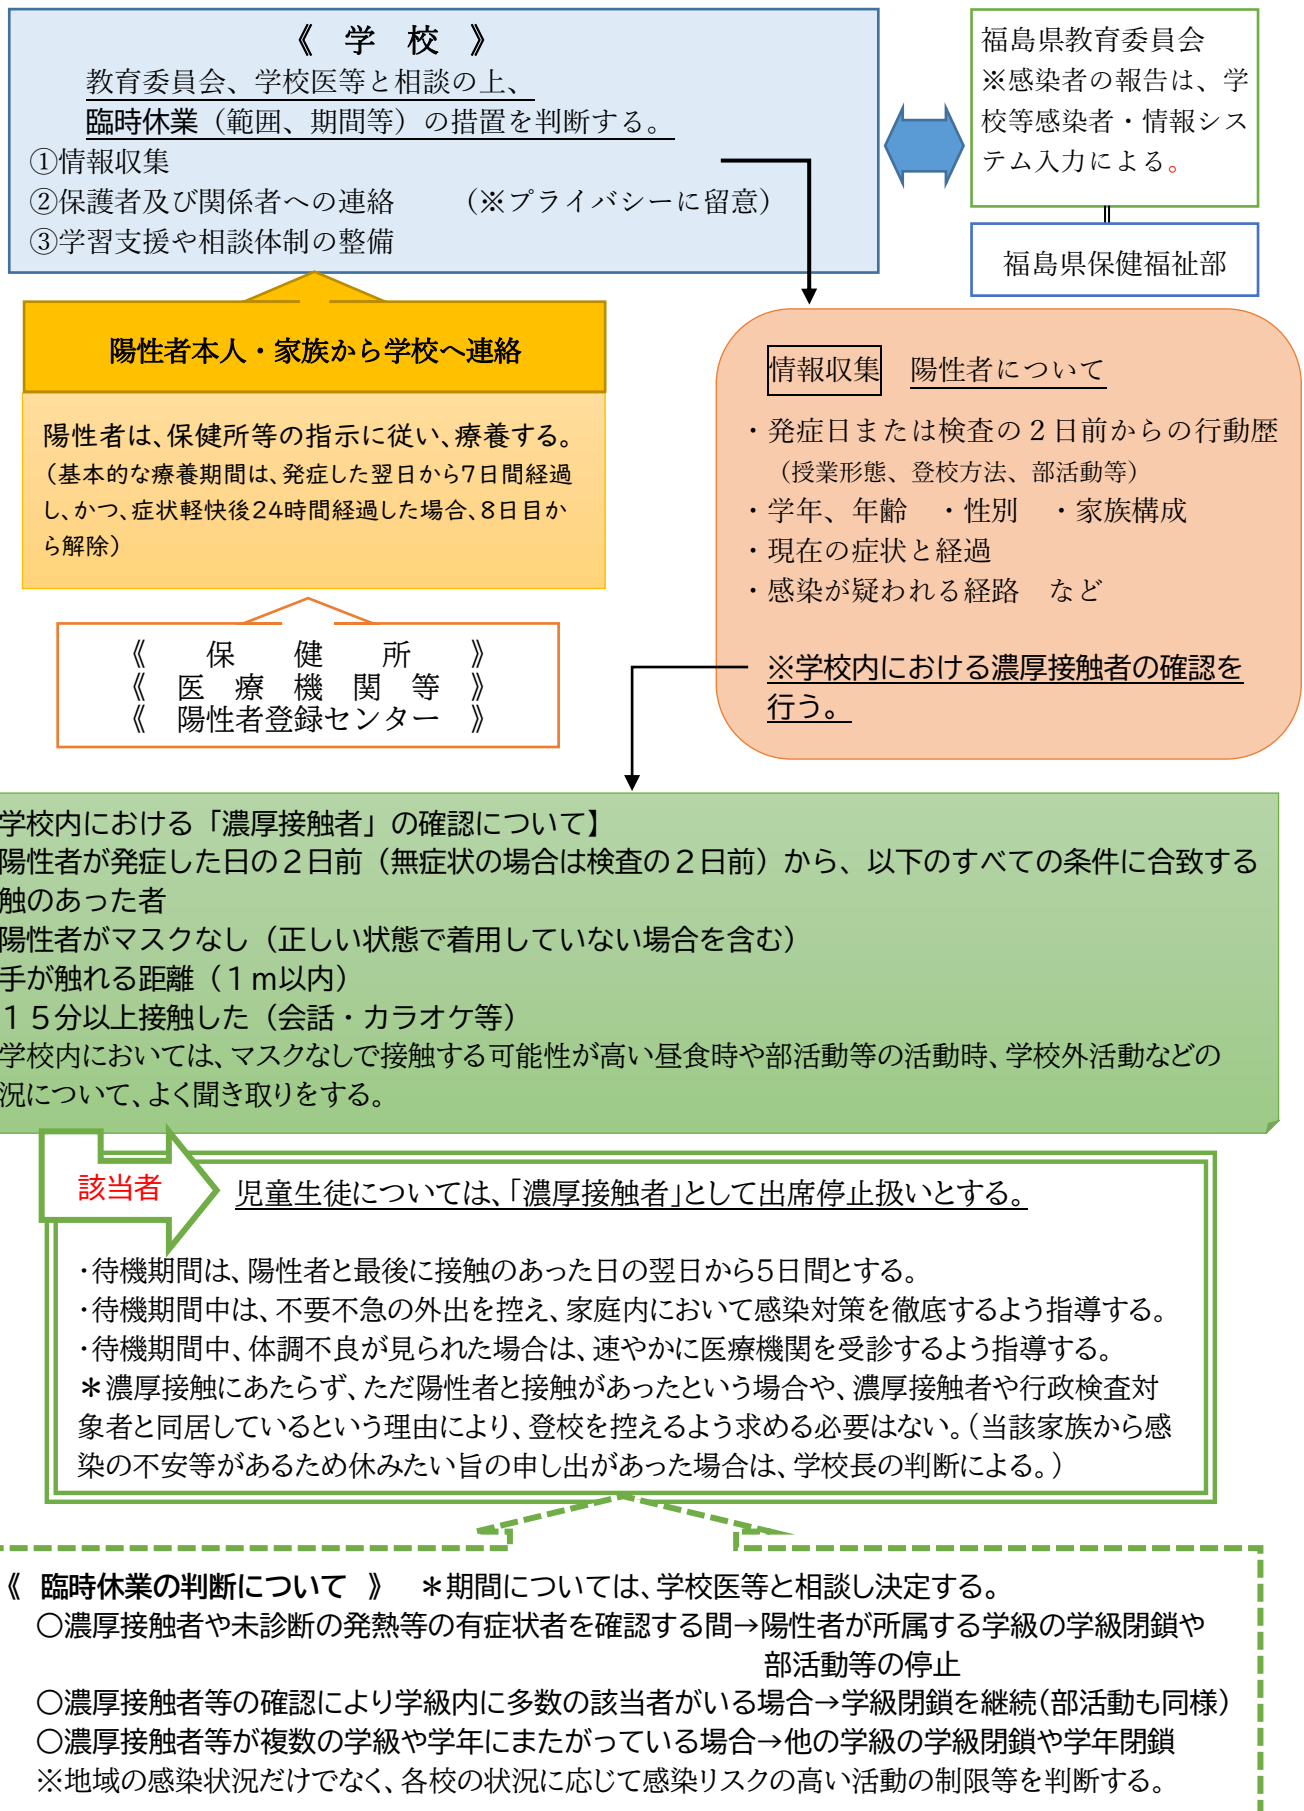 《 学 校 》
教育委員会、学校医等と相談の上、
臨時休業（範囲、期間等）の措置を判断する。
①情報収集
②保護者及び関係者への連絡　　（※プライバシーに留意）
③学習支援や相談体制の整備
福島県教育委員会
※感染者の報告は、学
校等感染者・情報シス
テム入力による。
福島県保健福祉部
陽性者本人・家族から学校へ連絡
陽性者は、保健所等の指示に従い、療養する。
（基本的な療養期間は、発症した翌日から7日間経過
し、かつ、症状軽快後24時間経過した場合、8日目か
ら解除）
《 保 健 所 》
《 医 療 機 関 等 》
《 陽性者登録センター 》
情報収集　陽性者について
・発症日または検査の２日前からの行動歴
（授業形態、登校方法、部活動等）
・学年、年齢　・性別　・家族構成
・現在の症状と経過
・感染が疑われる経路　など
※学校内における濃厚接触者の確認を
行う。
学校内における「濃厚接触者」の確認について】
陽性者が発症した日の２日前（無症状の場合は検査の２日前）から、以下のすべての条件に合致する
触のあった者
陽性者がマスクなし（正しい状態で着用していない場合を含む）
手が触れる距離（１ｍ以内）
１５分以上接触した（会話・カラオケ等）
学校内においては、マスクなしで接触する可能性が高い昼食時や部活動等の活動時、学校外活動などの
況について、よく聞き取りをする。
該当者
児童生徒については、「濃厚接触者」として出席停止扱いとする。
・待機期間は、陽性者と最後に接触のあった日の翌日から5日間とする。
・待機期間中は、不要不急の外出を控え、家庭内において感染対策を徹底するよう指導する。
・待機期間中、体調不良が見られた場合は、速やかに医療機関を受診するよう指導する。
＊濃厚接触にあたらず、ただ陽性者と接触があったという場合や、濃厚接触者や行政検査対
象者と同居しているという理由により、登校を控えるよう求める必要はない。（当該家族から感
染の不安等があるため休みたい旨の申し出があった場合は、学校長の判断による。）
《 臨時休業の判断について 》　＊期間については、学校医等と相談し決定する。
○濃厚接触者や未診断の発熱等の有症状者を確認する間→陽性者が所属する学級の学級閉鎖や
部活動等の停止
○濃厚接触者等の確認により学級内に多数の該当者がいる場合→学級閉鎖を継続（部活動も同様）
○濃厚接触者等が複数の学級や学年にまたがっている場合→他の学級の学級閉鎖や学年閉鎖
※地域の感染状況だけでなく、各校の状況に応じて感染リスクの高い活動の制限等を判断する。